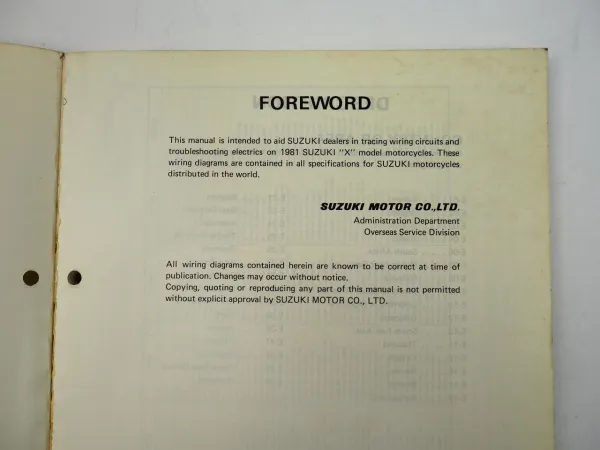 FOREWORD
This manual is intended to aid SUZUKI dealers in tracing wiring circuits and
troubleshooting electrics on 1981 SUZUKI "X" model motorcycles. These
wiring diagrams are contained in all specifications for SUZUKI motorcycles
distributed in the world.
SUZUKI MOTOR CO.,LTD.
Administration Department
Overseas Service Division
All wiring diagrams contained herein are known to be correct at time of
publication. Changes may occur without notice.
Copying, quoting or reproducing any part of this manual is not permitted
without explicit approval by SUZUKI MOTOR CO., LTD.